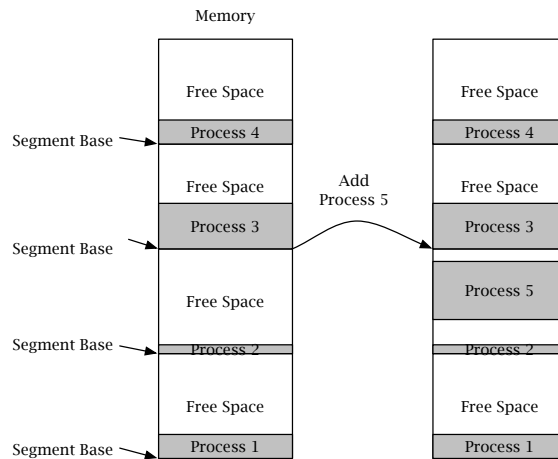 Memory
Free Space
Free Space
Process 4
Process 4
Segment Base
Free Space
Free Space
Add
Process 5
Process 3
Process 3
Segment Base
Process 5
Free Space
Segment Base
Process 2
Process 2
Free Space
Free Space
Process 1
Process 1
Segment Base